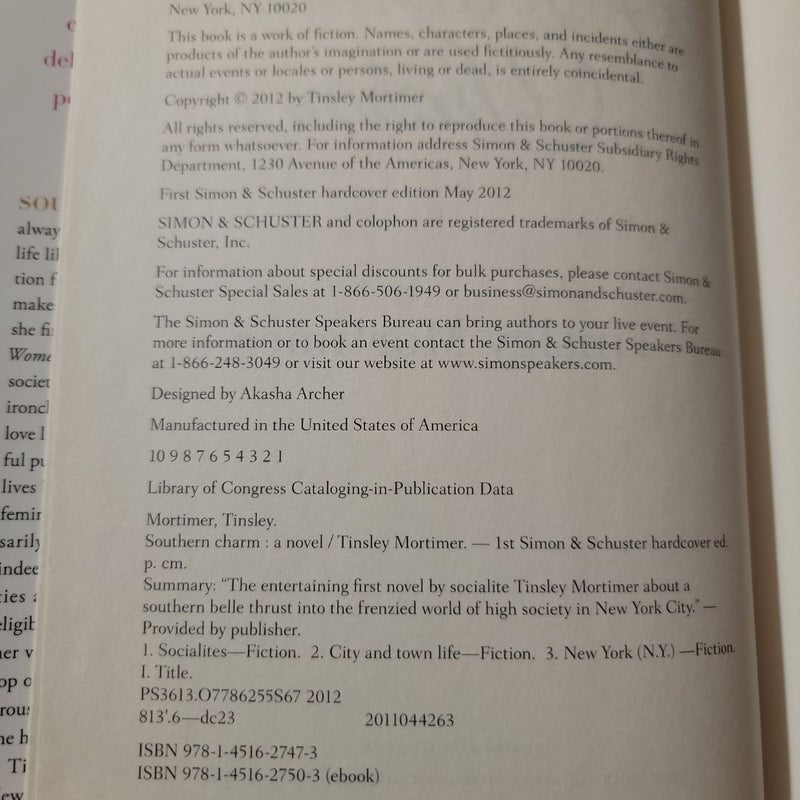 New York, NY 10020
This book is a work of fiction. Names, characters, places, and incidents either are
products of the author's imagination or are used fictitiously. Any resemblance to
actual events or locales or persons, living or dead, is entirely coincidental.
Copyright © 2012 by Tinsley Mortimer
All rights reserved, including the right to reproduce this book or portions thereof in
any form whatsoever. For information address Simon & Schuster Subsidiary Rights
Department, 1230 Avenue of the Americas, New York, NY 10020.
First Simon & Schuster hardcover edition May 2012
SIMON & SCHUSTER and colophon are registered trademarks of Simon &
Schuster, Inc.
For information about special discounts for bulk purchases, please contact Simon &
Schuster Special Sales at 1-866-506-1949 or business@simonandschuster.com.
The Simon & Schuster Speakers Bureau can bring authors to your live event. For
more information or to book an event contact the Simon & Schuster Speakers Bureau
at 1-866-248-3049 or visit our website at www.simonspeakers.com.
Designed by Akasha Archer
Manufactured in the United States of America
10 9 8 7 6 5 4 3 2 1
Library of Congress Cataloging-in-Publication Data
Mortimer, Tinsley.
Southern charm : a novel / Tinsley Mortimer. — 1st Simon & Schuster hardcover ed.
p. cm.
Summary: "The entertaining first novel by socialite Tinsley Mortimer about a
southern belle thrust into the frenzied world of high society in New York City."—
Provided by publisher.
1. Socialites—Fiction. 2. City and town life—Fiction. 3. New York (N.Y.) —Fiction.
I. Title.
PS3613.O7786255S67 2012
813'.6—dc23 2011044263
ISBN 978-1-4516-2747-3
ISBN 978-1-4516-2750-3 (ebook)
life
tion
make
she
love
ful
lives